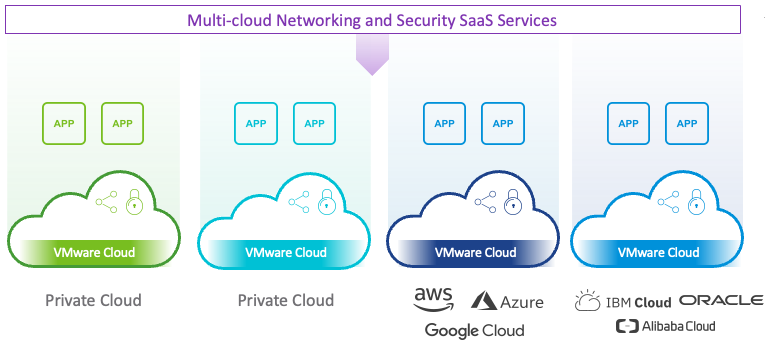 Multi-cloud Networking and Security SaaS Services
APP APP APP APP APP APP APP APP
VMware Cloud VMware Cloud VMware Cloud VMware Cloud
Private Cloud Private Cloud
aws Azure IBM Cloud ORACLE
Google Cloud Alibaba Cloud